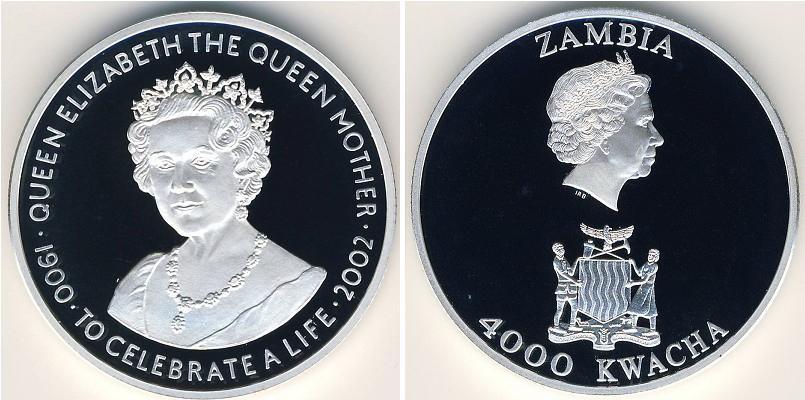 QUEEN ELIZABETH THE QUEEN MOTHER
1900 · TO CELEBRATE A LIFE · 2002
ZAMBIA
IRB
4000 KWACHA